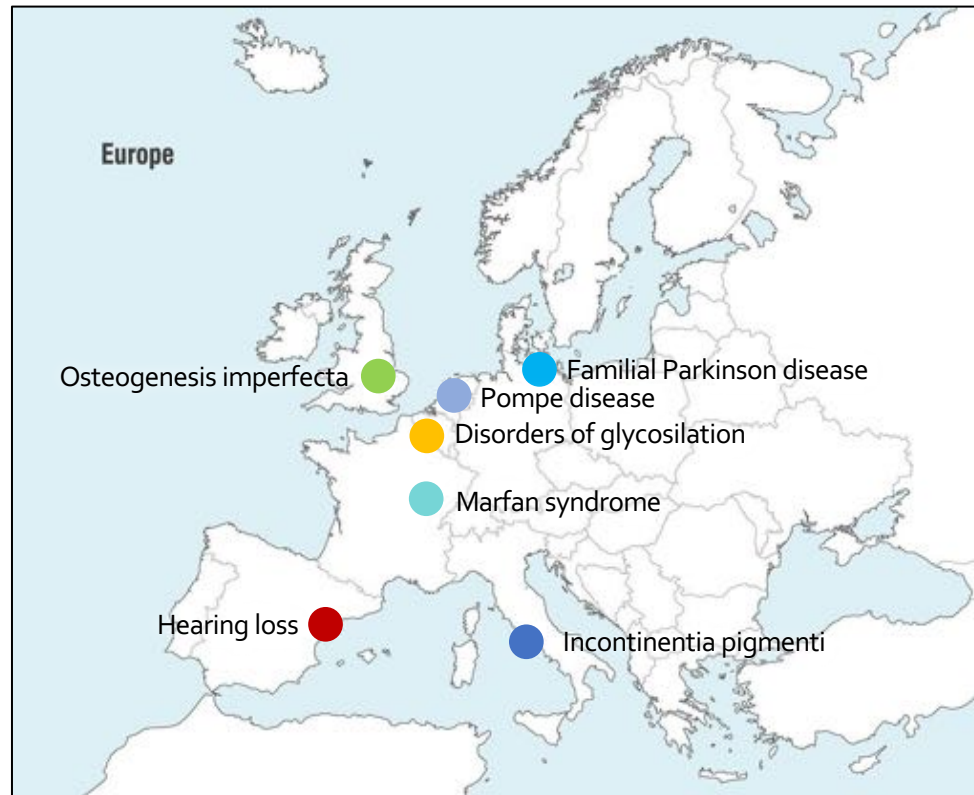 Europe
Osteogenesis imperfecta
Familial Parkinson disease
Pompe disease
Disorders of glycosilation
Marfan syndrome
Hearing loss
Incontinentia pigmenti